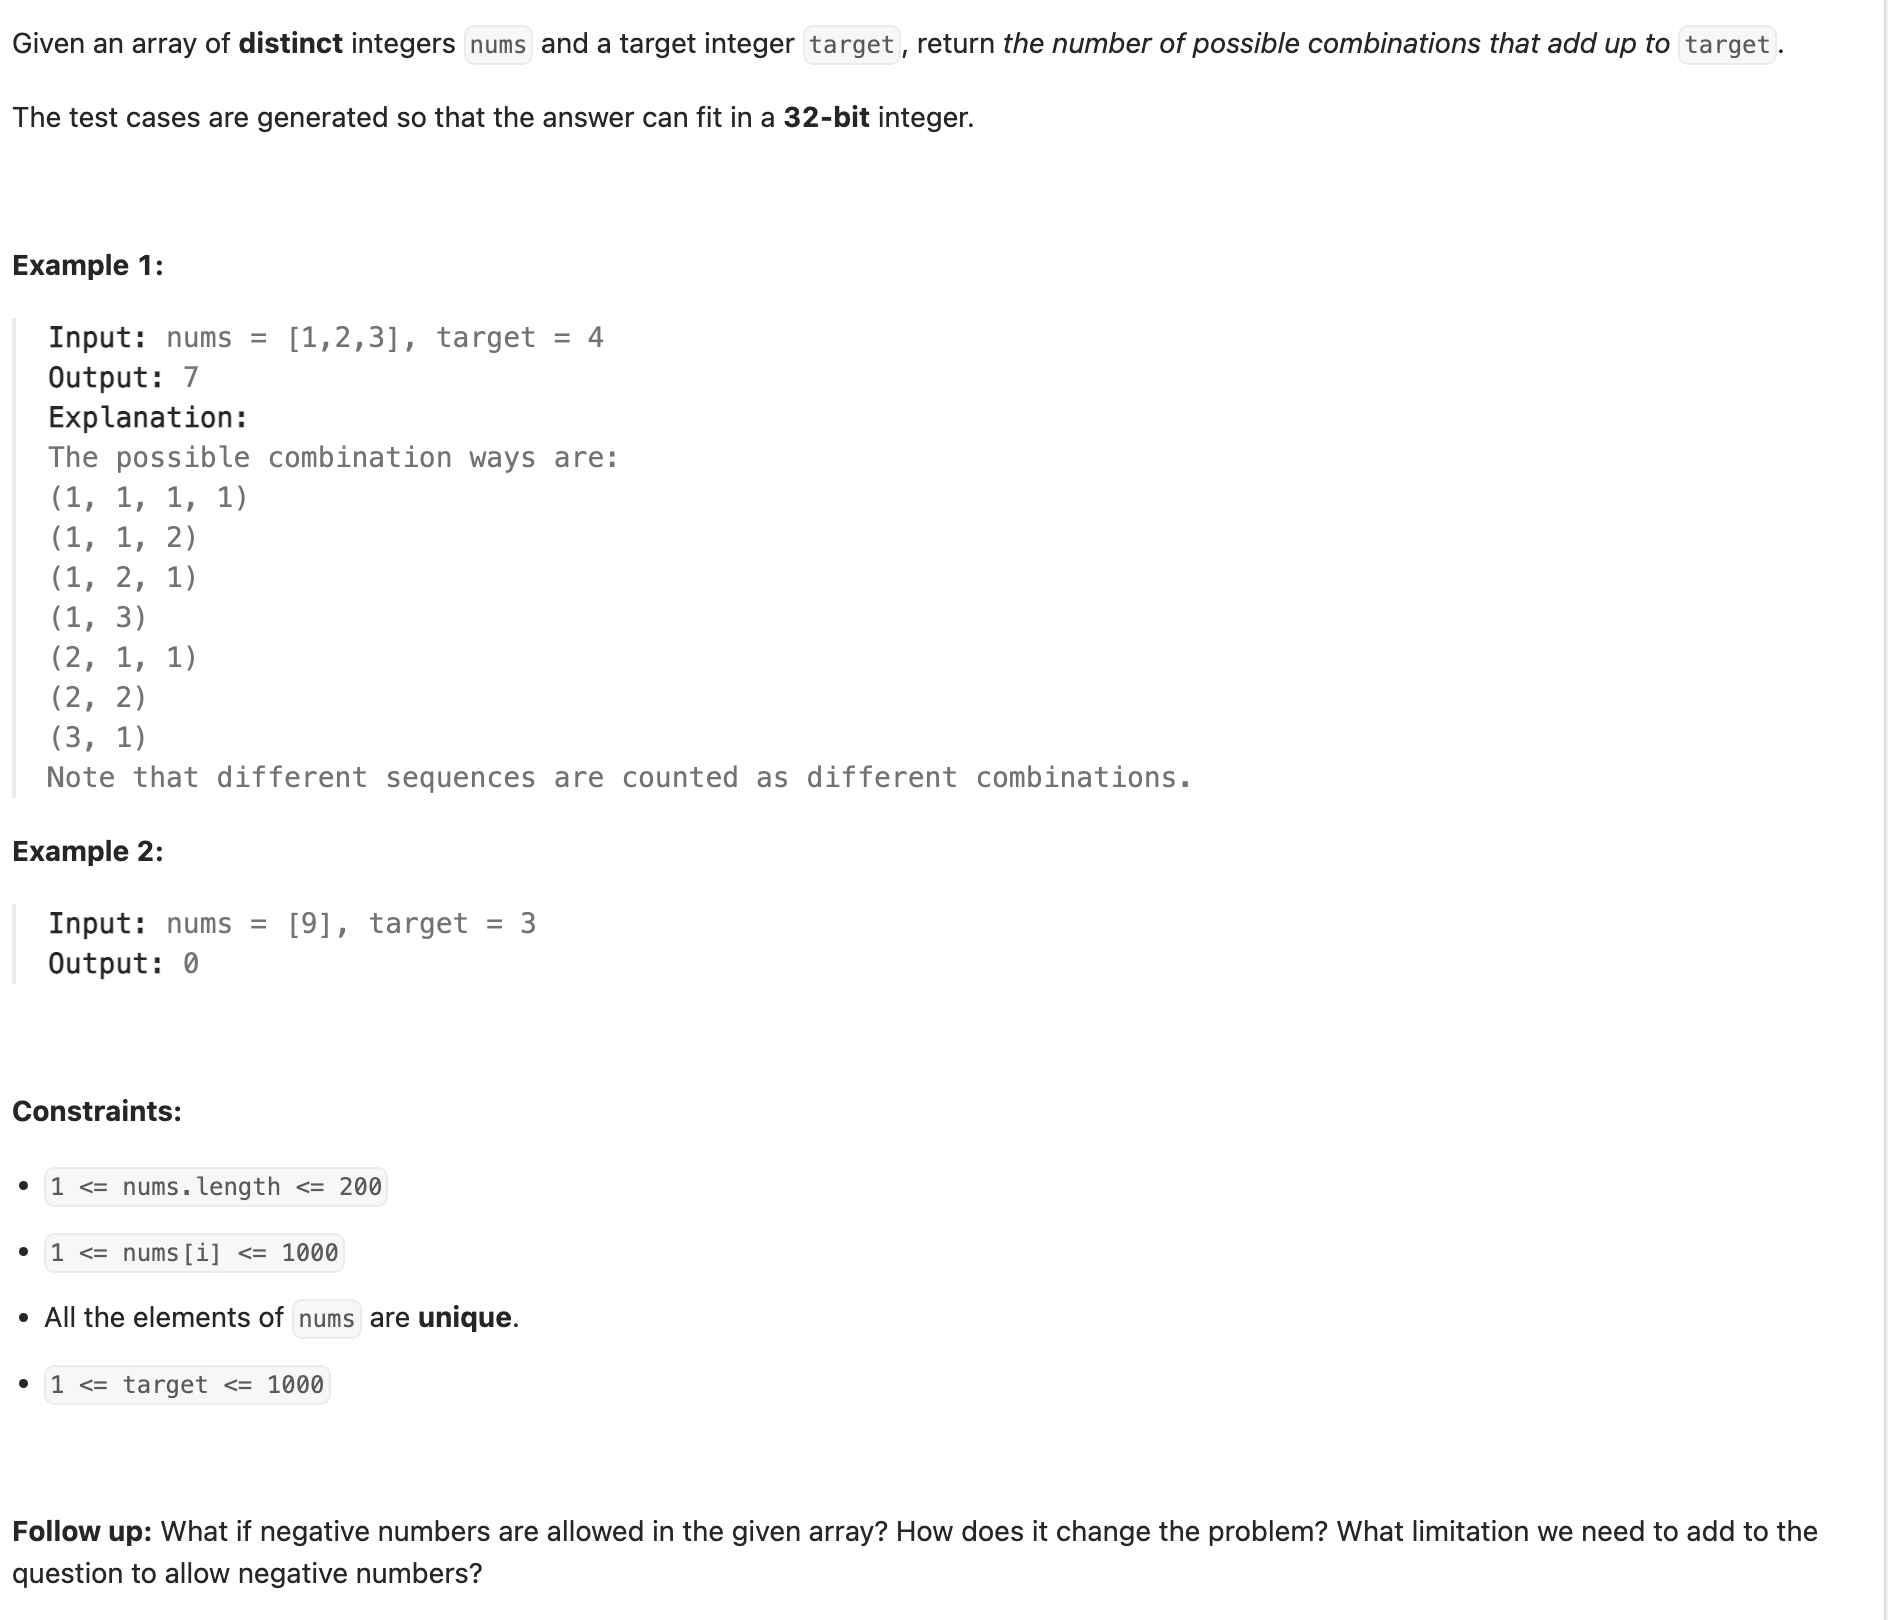 Given an array of distinct integers nums and a target integer target, return the number of possible combinations that add up to target.
The test cases are generated so that the answer can fit in a 32-bit integer.
Example 1:
Input: nums = [1,2,3], target = 4
Output: 7
Explanation:
The possible combination ways are:
(1, 1, 1, 1)
(1, 1, 2)
(1, 2, 1)
(1, 3)
(2, 1, 1)
(2, 2)
(3, 1)
Note that different sequences are counted as different combinations.
Example 2:
Input: nums = [9], target = 3
Output: 0
Constraints:
• 1 <= nums.length <= 200
• 1 <= nums[i] <= 1000
• All the elements of nums are unique.
• 1 <= target <= 1000
Follow up: What if negative numbers are allowed in the given array? How does it change the problem? What limitation we need to add to the
question to allow negative numbers?